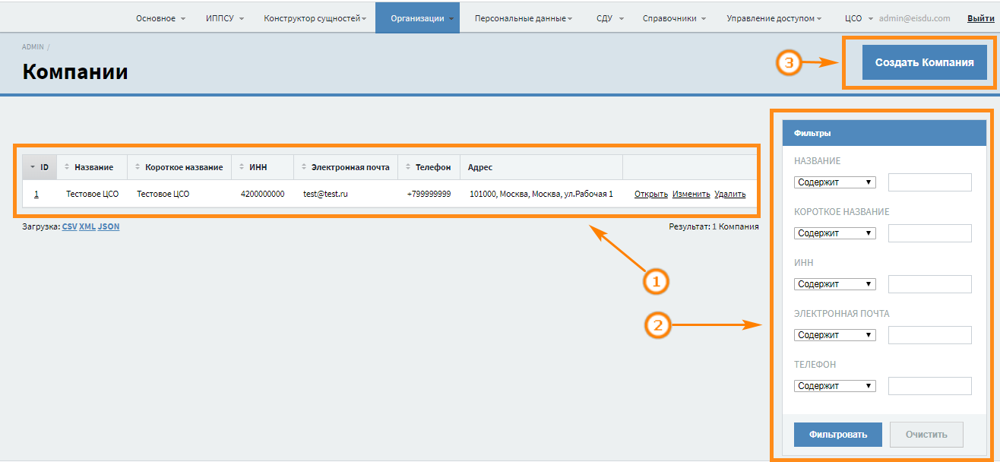 Основное ИППСУ Конструктор сущностей Организации Персональные данные СДУ Справочники Управление доступом ЦСО admin@eisdu.com Выйти
ADMIN /
Компании
3
Создать Компания
ID Название Короткое название ИНН Электронная почта Телефон Адрес
1 Тестовое ЦСО Тестовое ЦСО 4200000000 test@test.ru +799999999 101000, Москва, Москва, ул.Рабочая 1 Открыть Изменить Удалить
Загрузка: CSV XML JSON
Результат: 1 Компания
1
2
Фильтры
НАЗВАНИЕ
Содержит
КОРОТКОЕ НАЗВАНИЕ
Содержит
ИНН
Содержит
ЭЛЕКТРОННАЯ ПОЧТА
Содержит
ТЕЛЕФОН
Содержит
Фильтровать Очистить